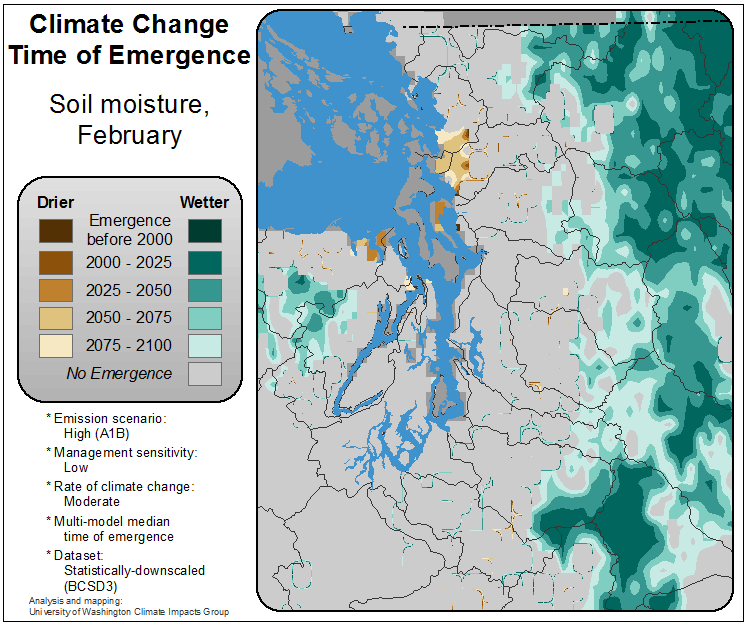 Climate Change
Time of Emergence
Soil moisture,
February
Drier Wetter
Emergence
before 2000
2000 - 2025
2025 - 2050
2050 - 2075
2075 - 2100
No Emergence
* Emission scenario:
High (A1B)
* Management sensitivity:
Low
* Rate of climate change:
Moderate
* Multi-model median
time of emergence
* Dataset:
Statistically-downscaled
(BCSD3)
Analysis and mapping:
University of Washington Climate Impacts Group